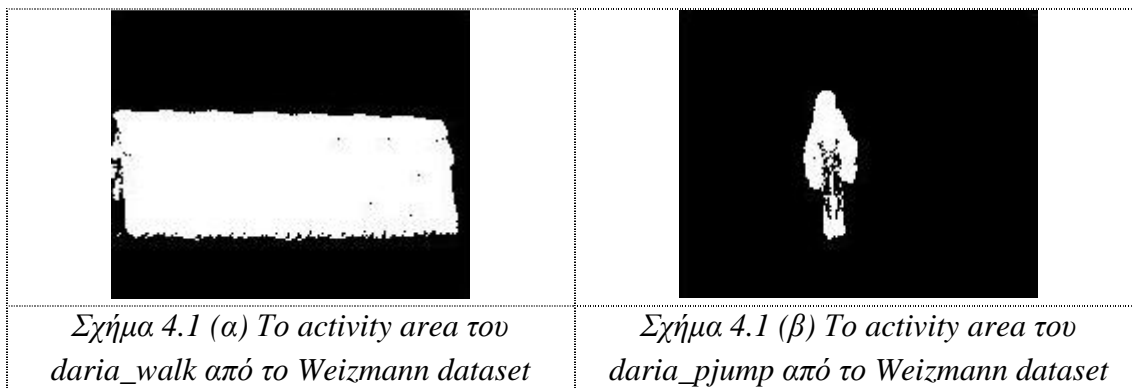 Σχήμα 4.1 (α) Το activity area του
daria_walk από το Weizmann dataset
Σχήμα 4.1 (β) Το activity area του
daria_pjump από το Weizmann dataset